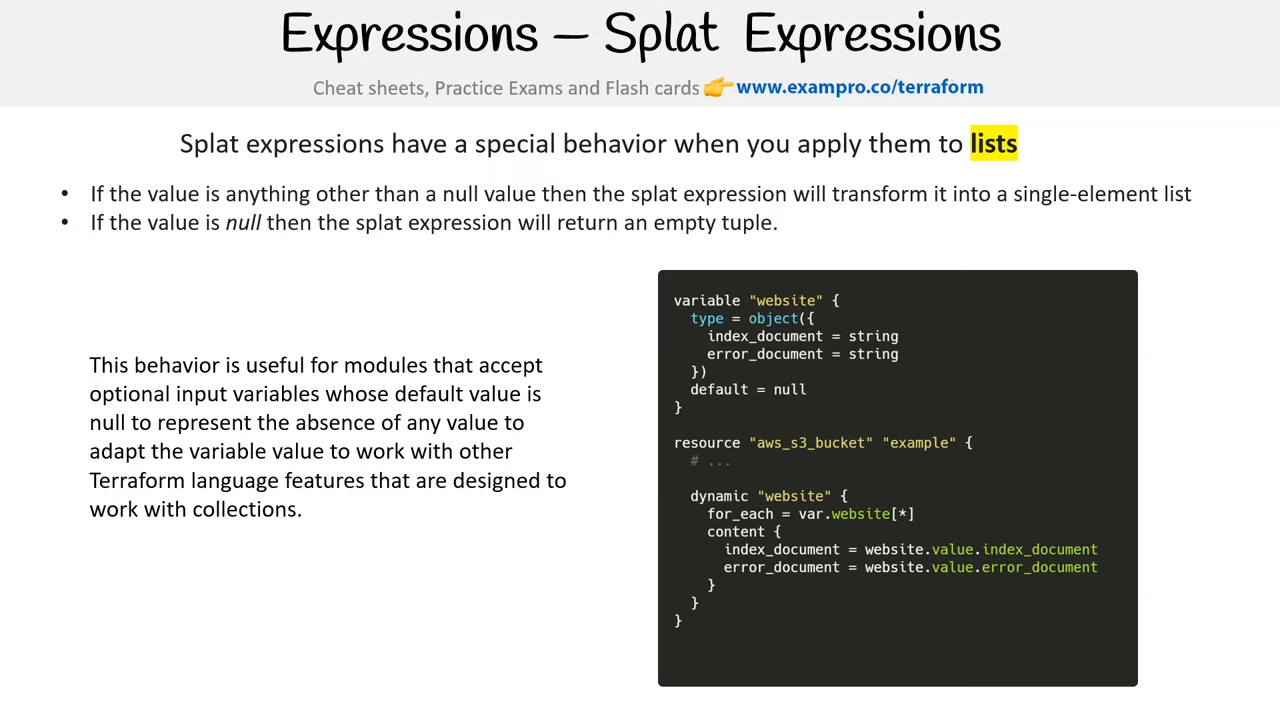 Expressions – Splat Expressions
Cheat sheets, Practice Exams and Flash cards 👉www.exampro.co/terraform
Splat expressions have a special behavior when you apply them to lists
• If the value is anything other than a null value then the splat expression will transform it into a single-element list
• If the value is null then the splat expression will return an empty tuple.
This behavior is useful for modules that accept
optional input variables whose default value is
null to represent the absence of any value to
adapt the variable value to work with other
Terraform language features that are designed to
work with collections.
variable "website" {
  type = object({
    index_document = string
    error_document = string
  })
  default = null
}
resource "aws_s3_bucket" "example" {
  # ...
  dynamic "website" {
    for_each = var.website[*]
    content {
      index_document = website.value.index_document
      error_document = website.value.error_document
    }
  }
}